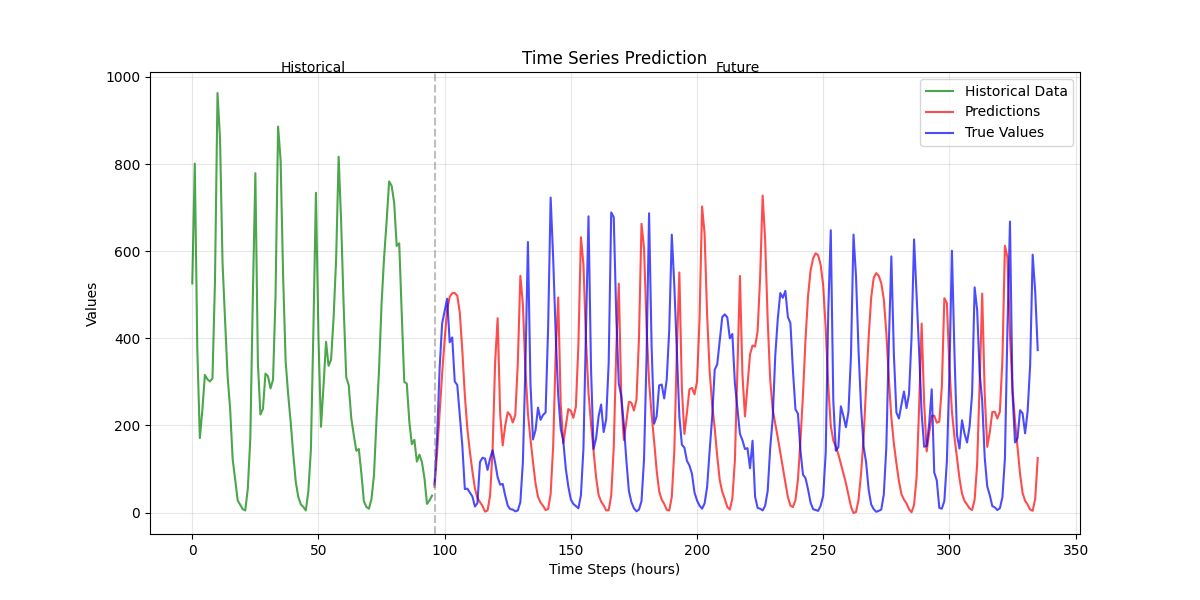 Time Series Prediction
Historical
Future
Historical Data
Predictions
True Values
Values
1000
800
600
400
200
0
0
50
100
150
200
250
300
350
Time Steps (hours)